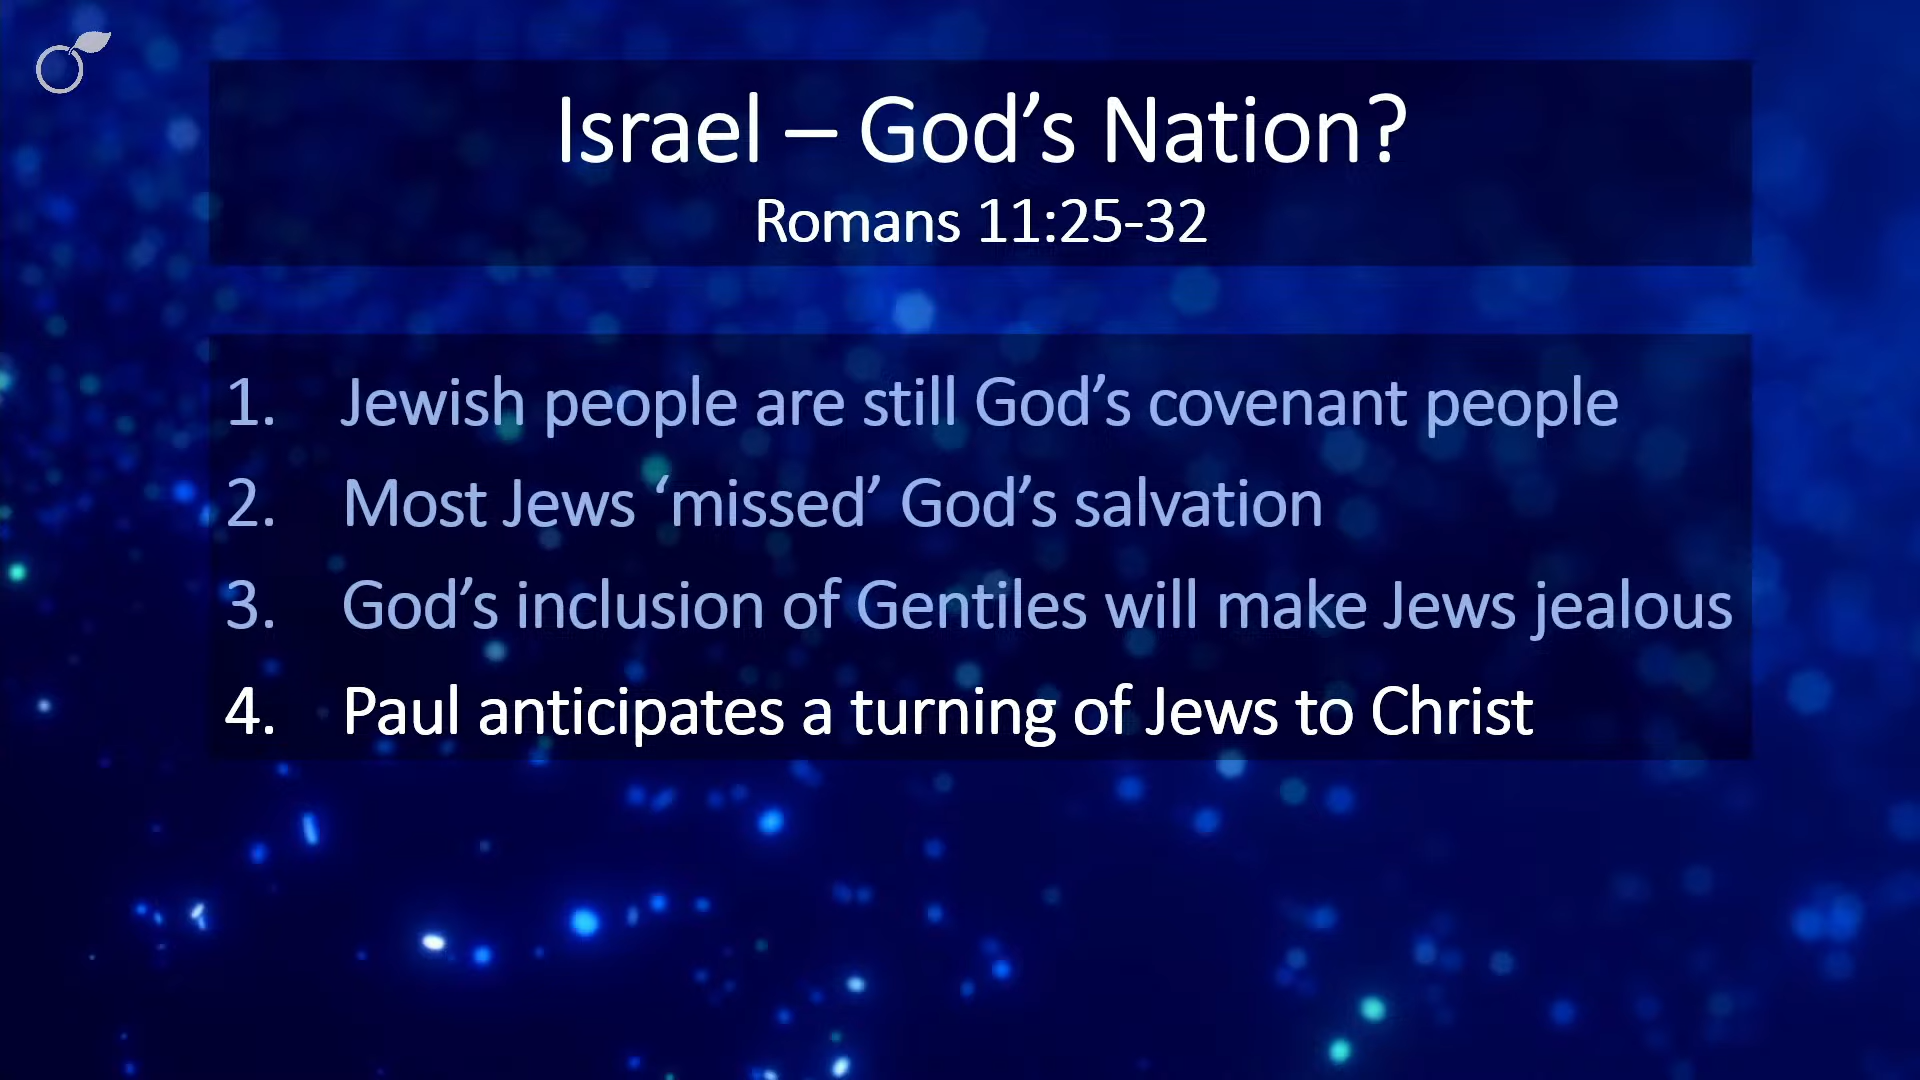 Israel – God’s Nation?
Romans 11:25-32
1. Jewish people are still God’s covenant people
2. Most Jews ‘missed’ God’s salvation
3. God’s inclusion of Gentiles will make Jews jealous
4. Paul anticipates a turning of Jews to Christ